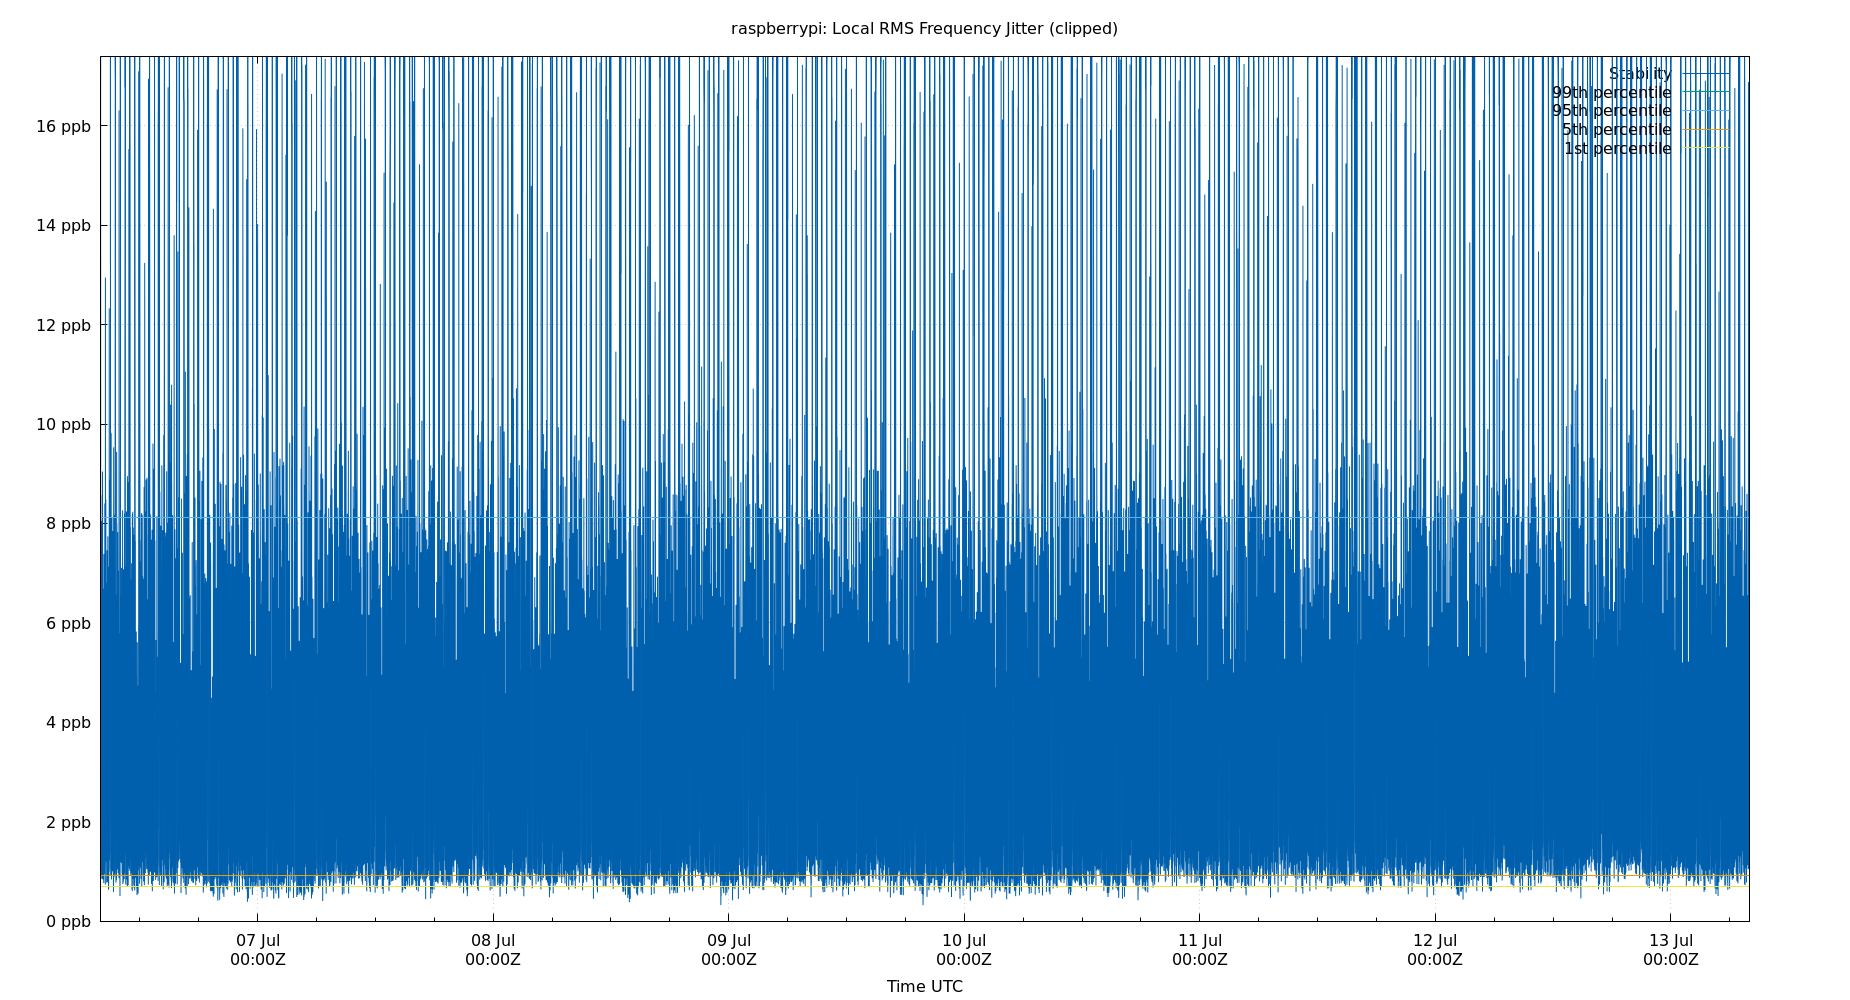 raspberrypi: Local RMS Frequency Jitter (clipped)
Stability
99th percentile
95th percentile
5th percentile
1st percentile
16 ppb
14 ppb
12 ppb
10 ppb
8 ppb
6 ppb
4 ppb
2 ppb
0 ppb
07 Jul 08 Jul 09 Jul 10 Jul 11 Jul 12 Jul 13 Jul
00:00Z 00:00Z 00:00Z 00:00Z 00:00Z 00:00Z 00:00Z
Time UTC